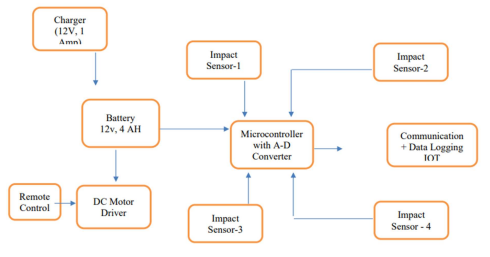 Charger
(12V, 1
Amp)
Impact
Sensor-1
Impact
Sensor-2
Battery
12v, 4 AH
Microcontroller
with A-D
Converter
Communication
+ Data Logging
IOT
Remote
Control
DC Motor
Driver
Impact
Sensor-3
Impact
Sensor - 4